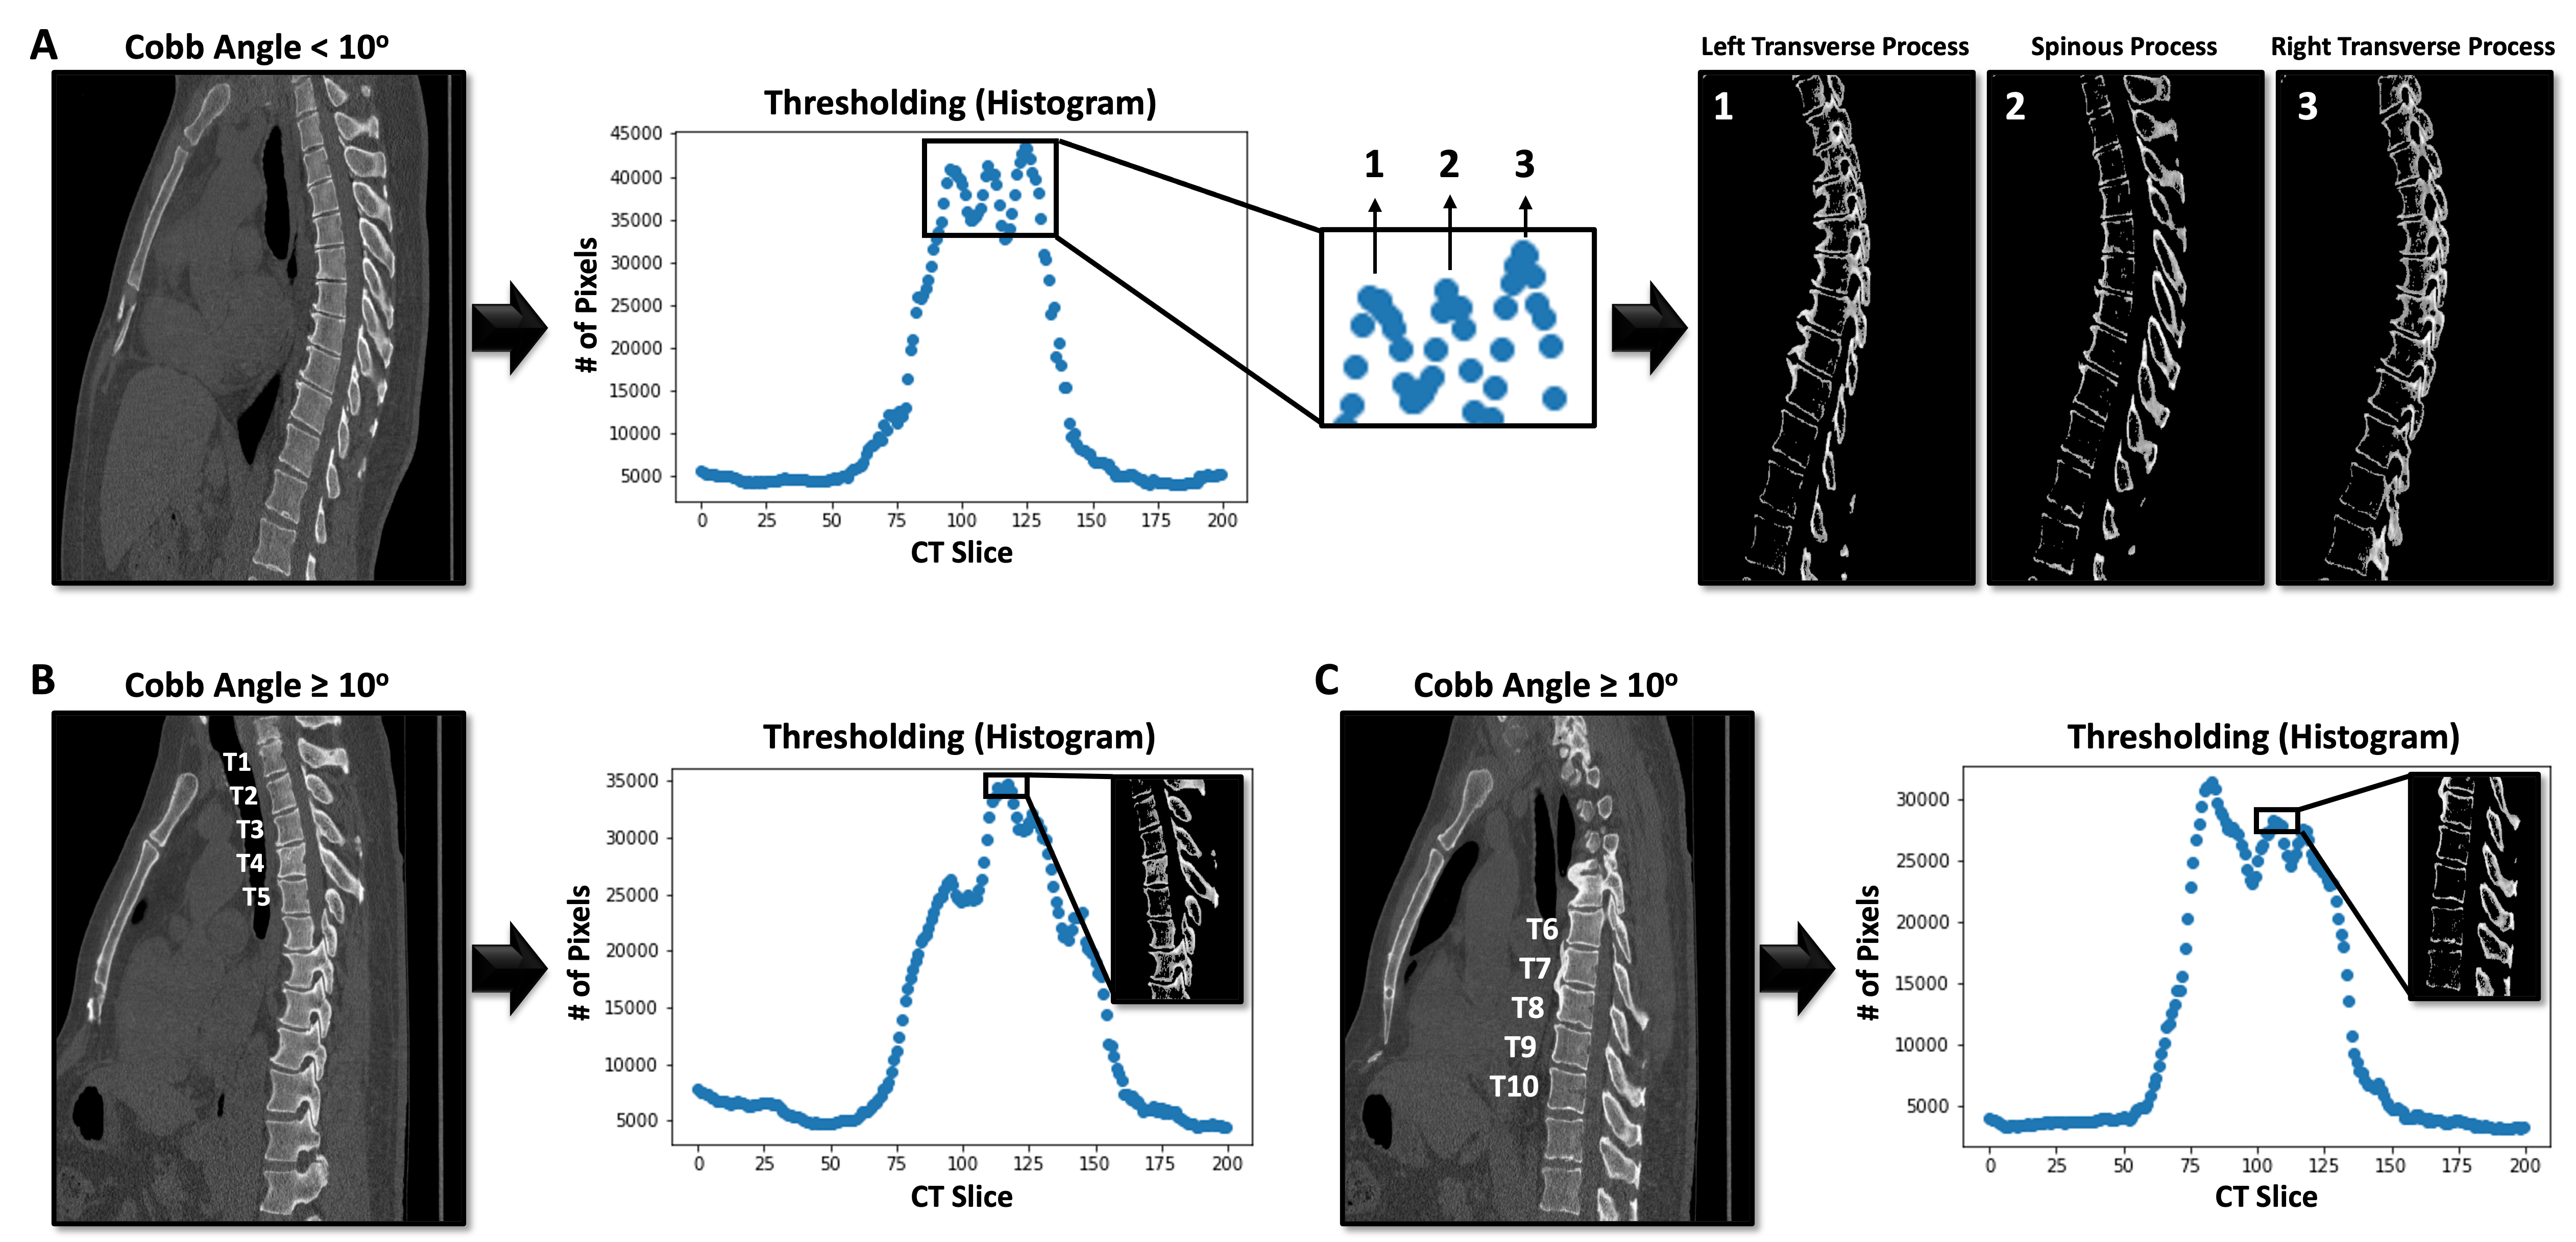 A
Cobb Angle < 10º
Thresholding (Histogram)
# of Pixels
45000
40000
35000
30000
25000
20000
15000
10000
5000
0 25 50 75 100 125 150 175 200
CT Slice
1 2 3
Left Transverse Process
1
Spinous Process
2
Right Transverse Process
3
B
Cobb Angle ≥ 10º
T1
T2
T3
T4
T5
Thresholding (Histogram)
# of Pixels
35000
30000
25000
20000
15000
10000
5000
0 25 50 75 100 125 150 175 200
CT Slice
C
Cobb Angle ≥ 10º
T6
T7
T8
T9
T10
Thresholding (Histogram)
# of Pixels
30000
25000
20000
15000
10000
5000
0 25 50 75 100 125 150 175 200
CT Slice